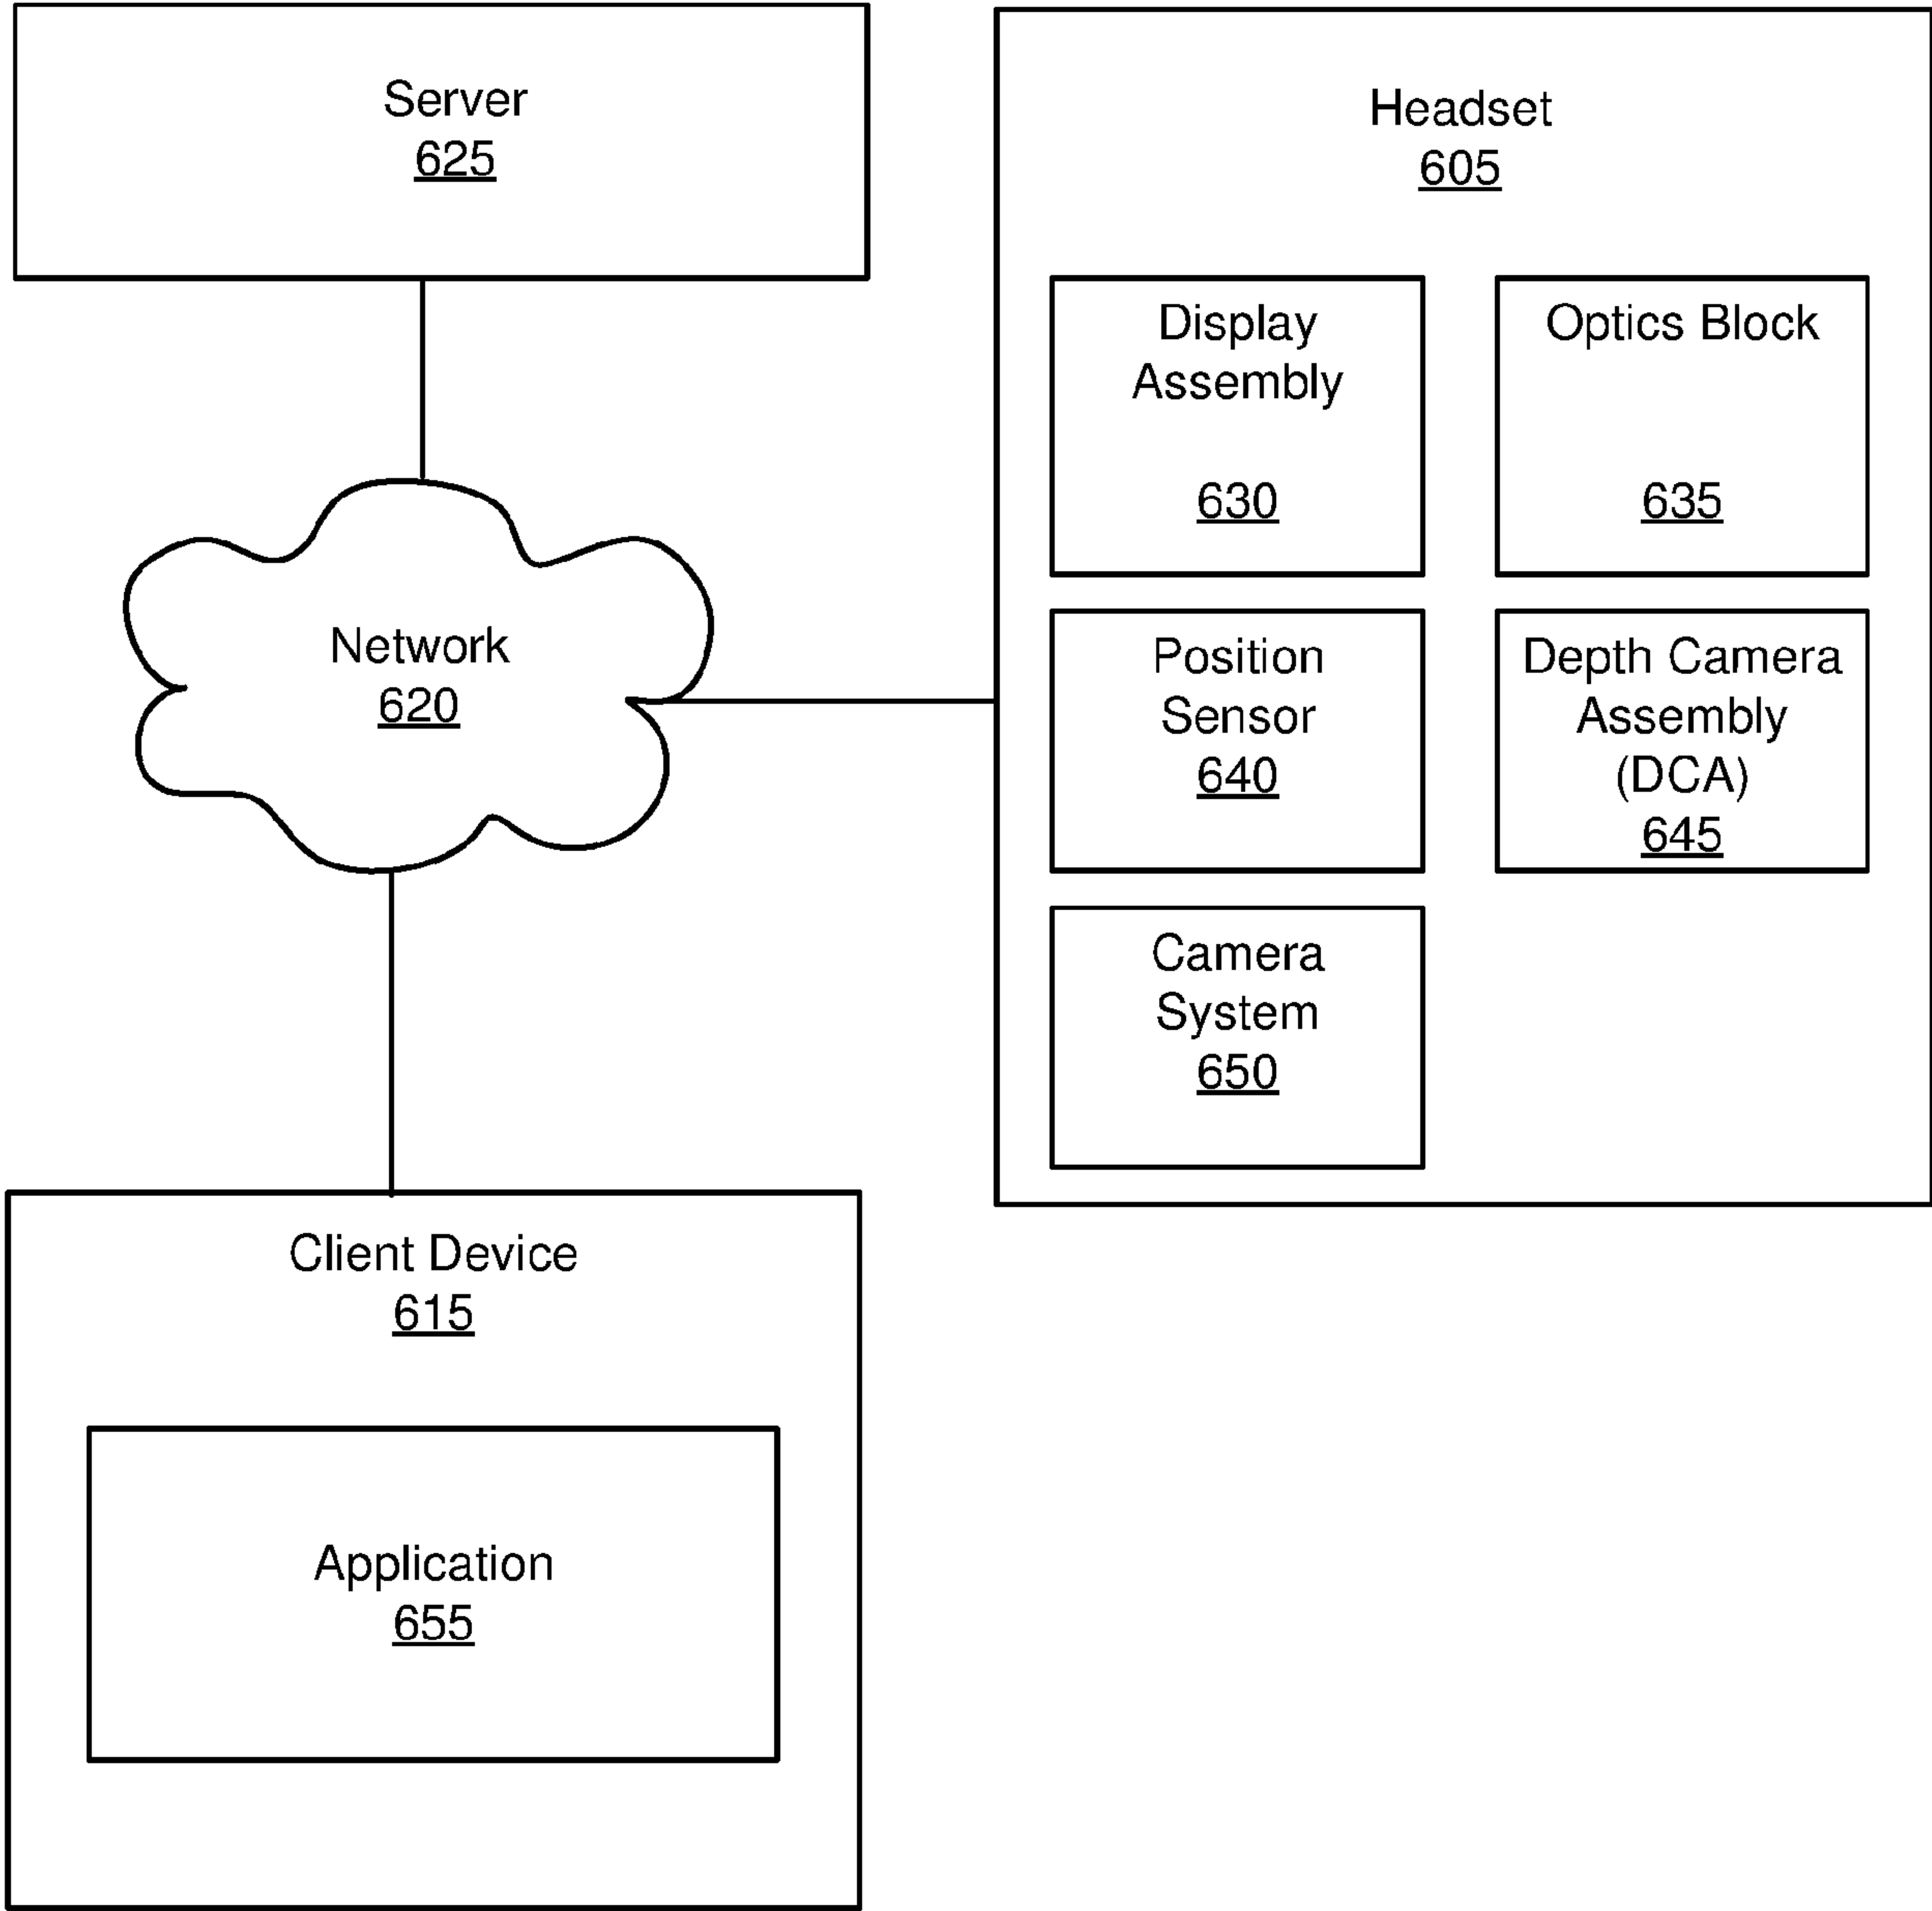 Server
625
Headset
605
Display
Assembly
630
Optics Block
635
Position
Sensor
640
Depth Camera
Assembly
(DCA)
645
Camera
System
650
Network
620
Client Device
615
Application
655